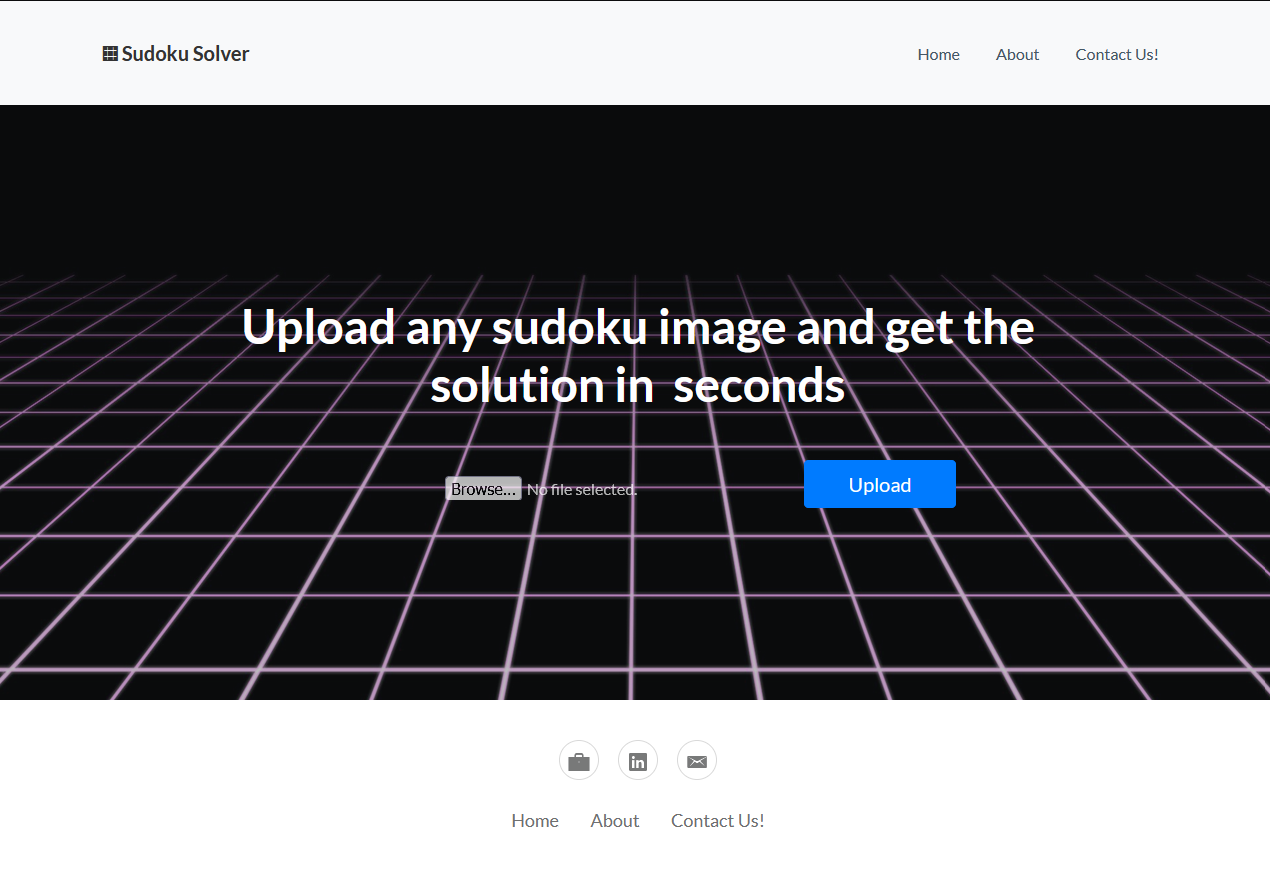 Sudoku Solver
Home About Contact Us!
Upload any sudoku image and get the
solution in  seconds
Browse... No file selected.
Upload
in
Home About Contact Us!